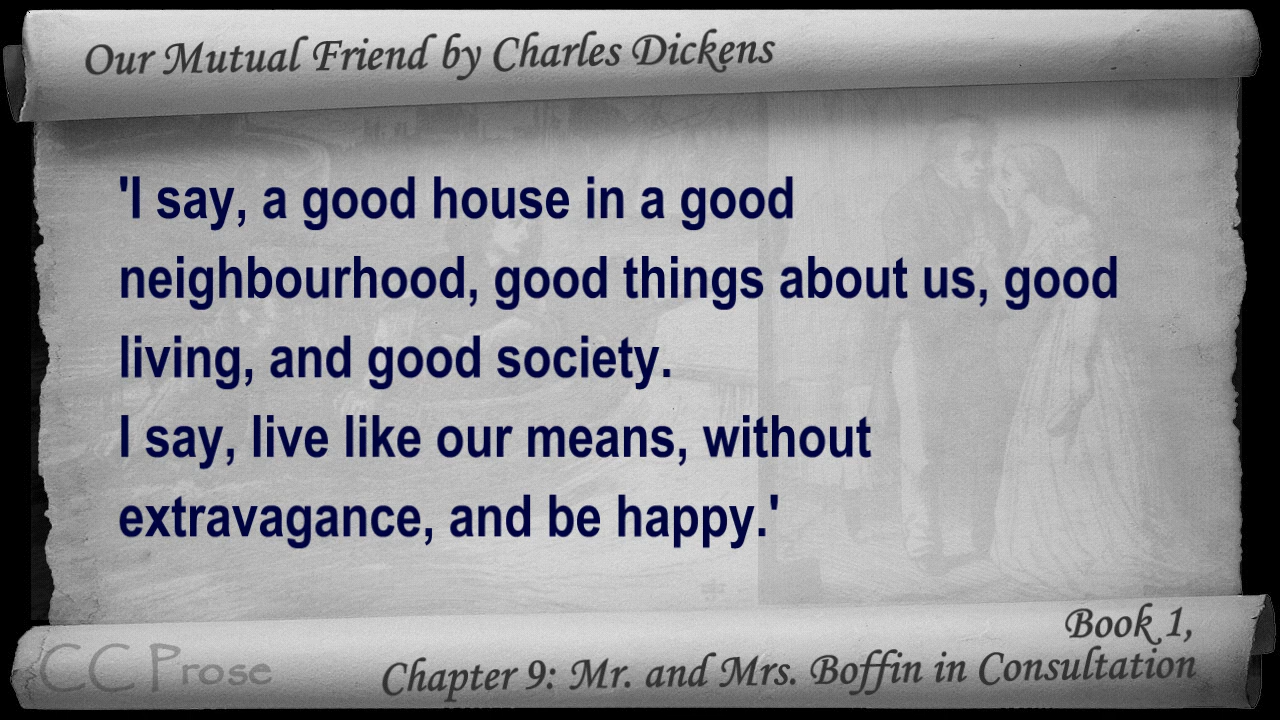 Our Mutual Friend by Charles Dickens
'I say, a good house in a good
neighbourhood, good things about us, good
living, and good society.
I say, live like our means, without
extravagance, and be happy.'
Book 1,
Chapter 9: Mr. and Mrs. Boffin in Consultation
CC Prose